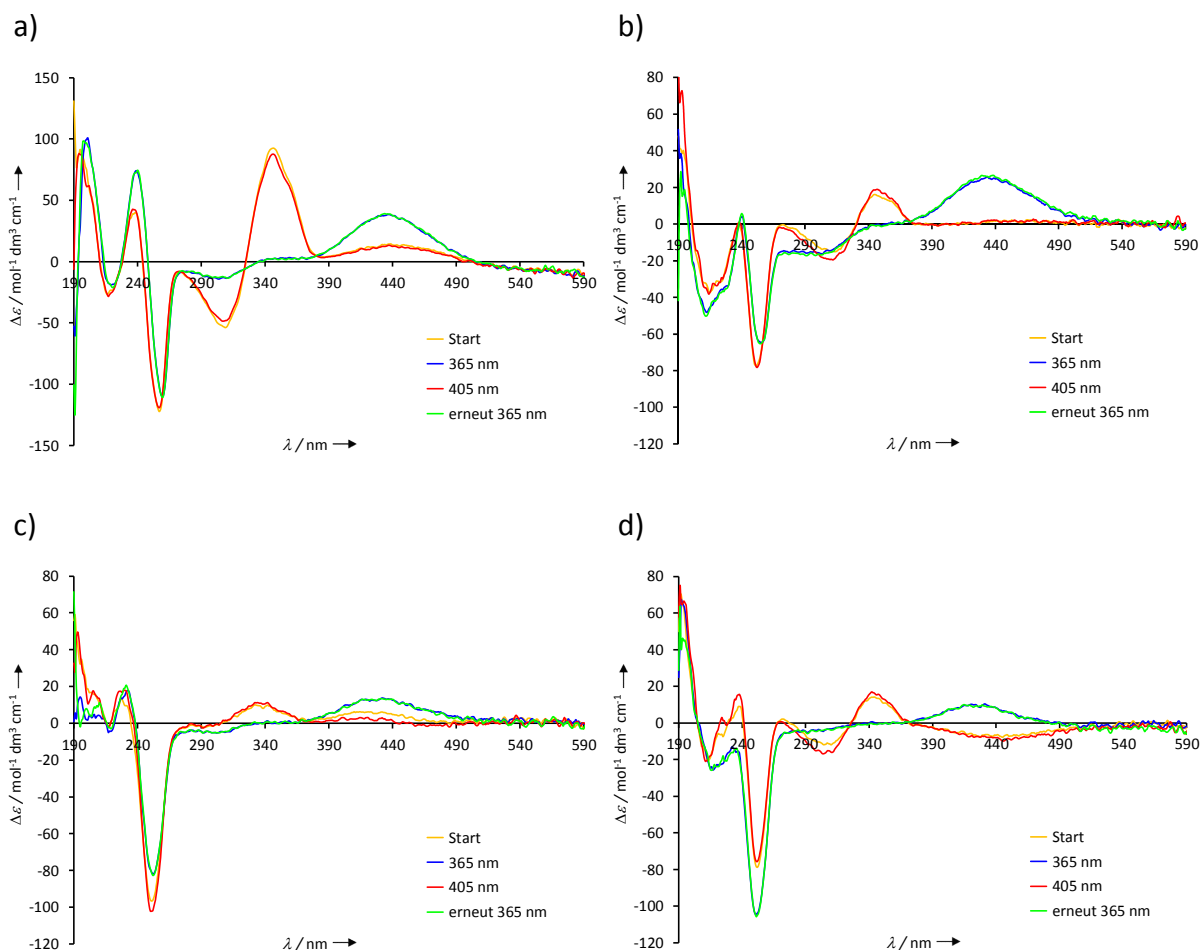 a)
Δε / mol⁻¹ dm³ cm⁻¹ →
150
100
50
0
-50
-100
-150
190 240 290 340 390 440 490 540 590
Start
365 nm
405 nm
erneut 365 nm
λ / nm →
b)
Δε / mol⁻¹ dm³ cm⁻¹ →
80
60
40
20
0
-20
-40
-60
-80
-100
-120
190 240 290 340 390 440 490 540 590
Start
365 nm
405 nm
erneut 365 nm
λ / nm →
c)
Δε / mol⁻¹ dm³ cm⁻¹ →
80
60
40
20
0
-20
-40
-60
-80
-100
-120
190 240 290 340 390 440 490 540 590
Start
365 nm
405 nm
erneut 365 nm
λ / nm →
d)
Δε / mol⁻¹ dm³ cm⁻¹ →
80
60
40
20
0
-20
-40
-60
-80
-100
-120
190 240 290 340 390 440 490 540 590
Start
365 nm
405 nm
erneut 365 nm
λ / nm →